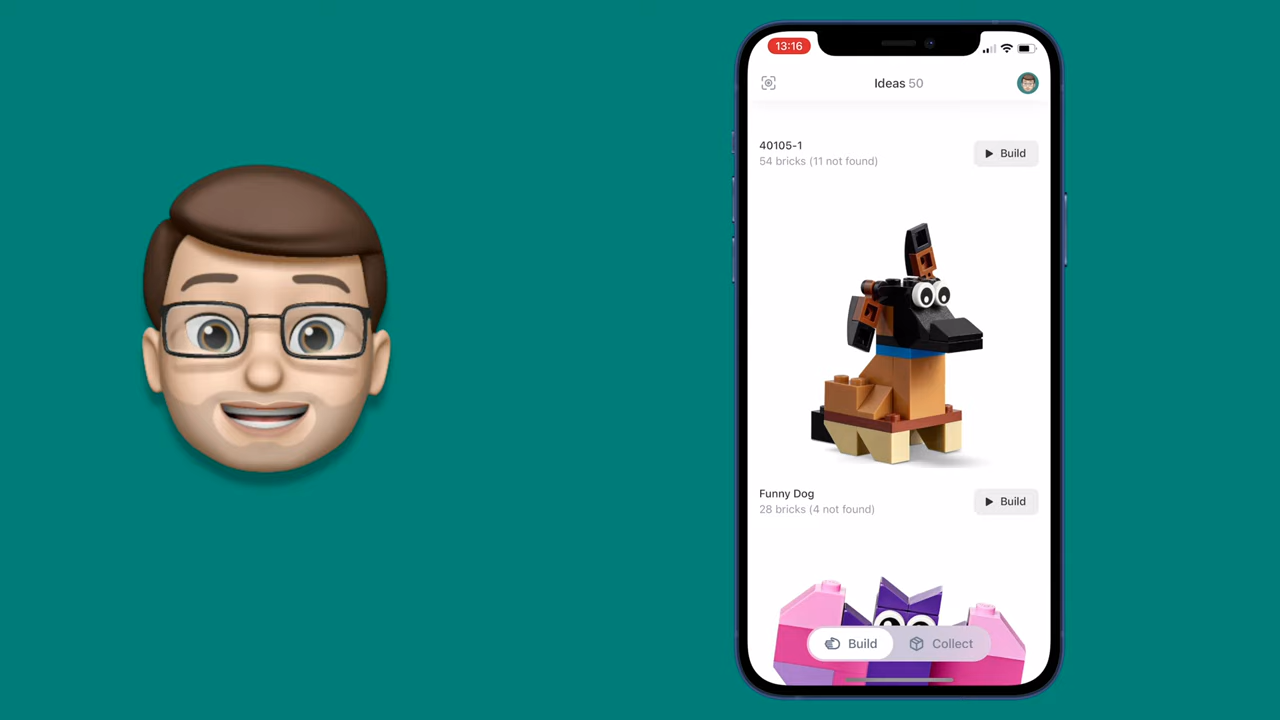 13:16
Ideas 50
40105-1
54 bricks (11 not found)
Build
Funny Dog
28 bricks (4 not found)
Build
Build
Collect